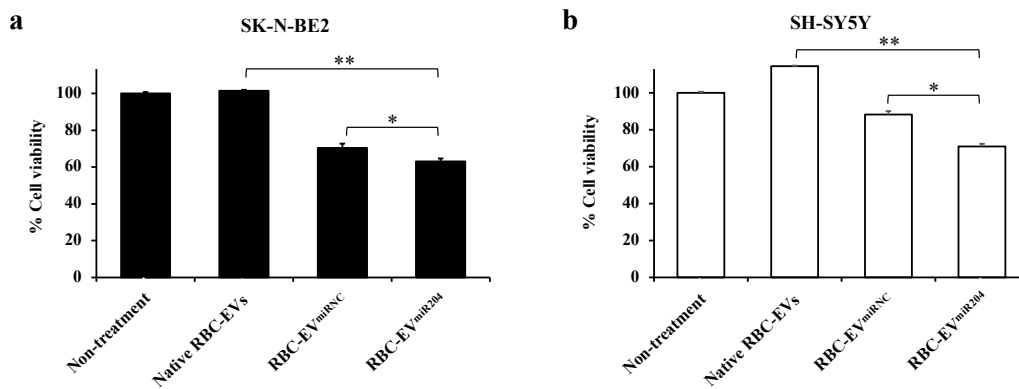 a
SK-N-BE2
% Cell viability
100
80
60
40
20
0
**
*
Non-treatment
Native RBC-EVs
RBC-EVmiRNC
RBC-EVmiR204
b
SH-SY5Y
% Cell viability
100
80
60
40
20
0
**
*
Non-treatment
Native RBC-EVs
RBC-EVmiRNC
RBC-EVmiR204